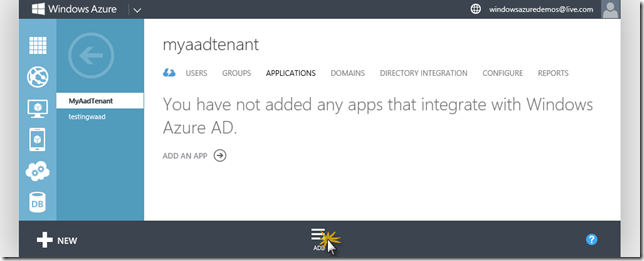 Windows Azure windowsazuredemos@live.com
myaadtenant
USERS GROUPS APPLICATIONS DOMAINS DIRECTORY INTEGRATION CONFIGURE REPORTS
MyAadTenant
testingwaad
You have not added any apps that integrate with Windows
Azure AD.
ADD AN APP
DB
NEW ADD ?